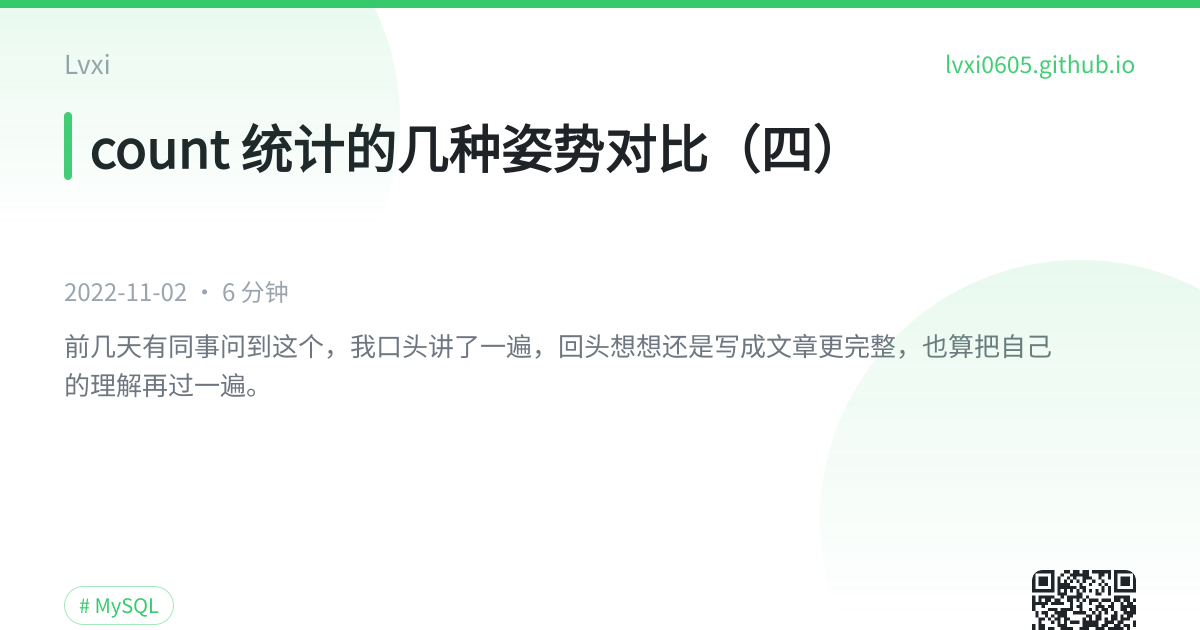 Lvxi
lvxi0605.github.io
count 统计的几种姿势对比（四）
2022-11-02 · 6 分钟
前几天有同事问到这个，我口头讲了一遍，回头想想还是写成文章更完整，也算把自己
的理解再过一遍。
# MySQL